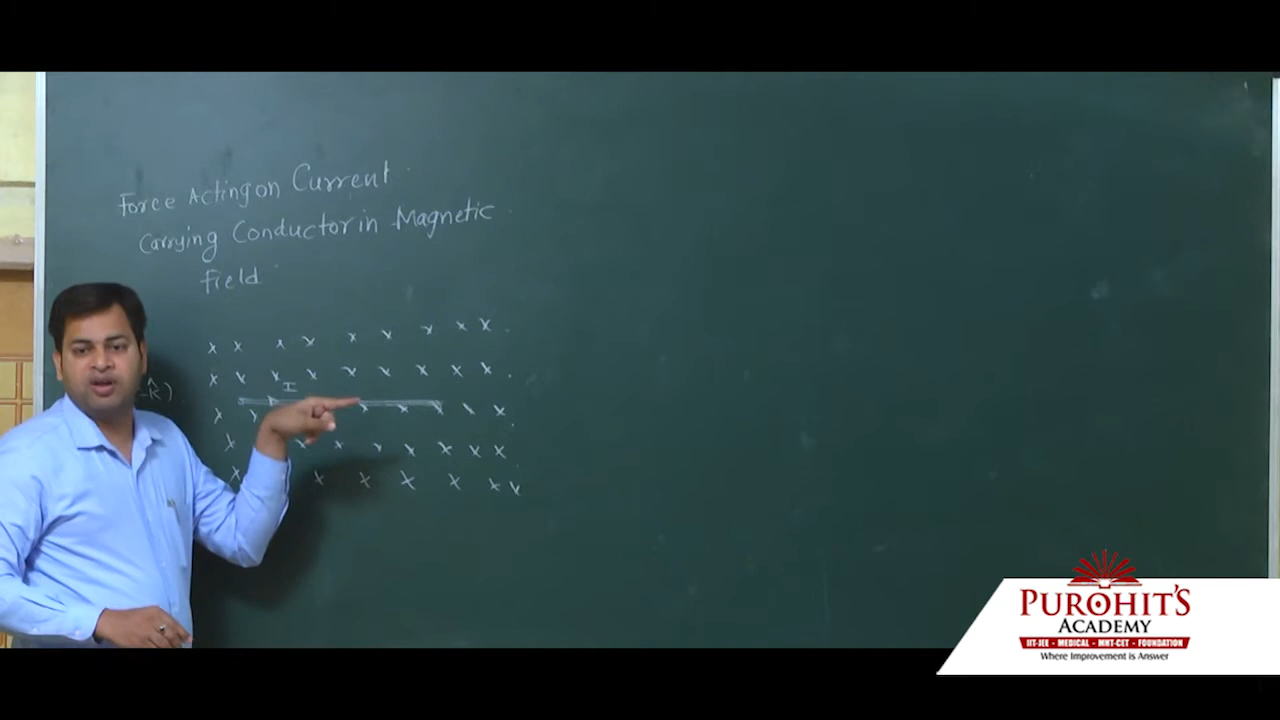 Force Acting on Current
Carrying Conductor in Magnetic
field
x x x x x x x x x
x x x x x x x x x
I
-k̂)
PUROHIT'S
ACADEMY
IIT-JEE - MEDICAL - MHT-CET - FOUNDATION
Where Improvement is Answer